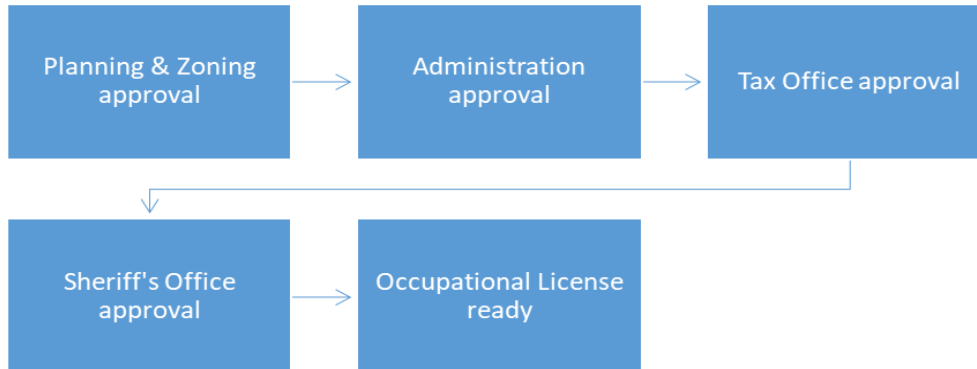 Planning & Zoning
approval
Administration
approval
Tax Office approval
Sheriff's Office
approval
Occupational License
ready